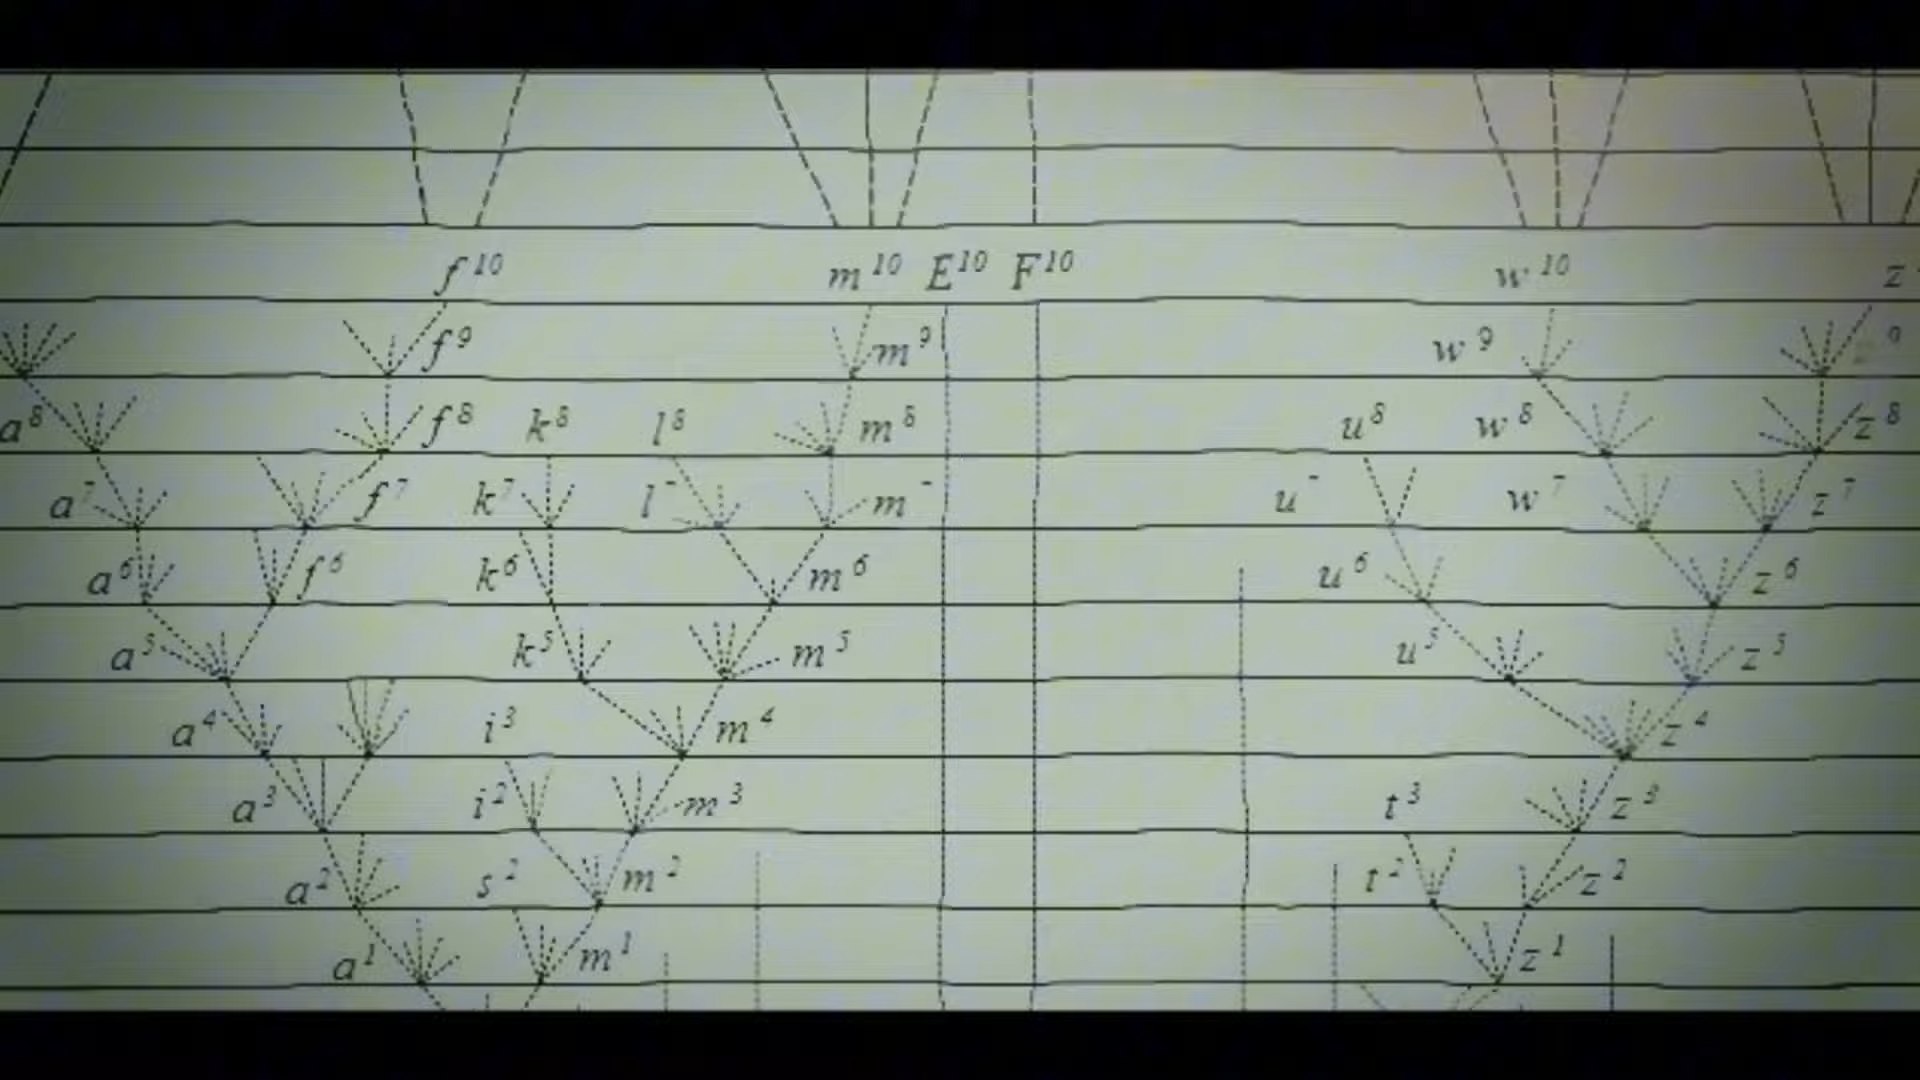 f¹⁰ m¹⁰ E¹⁰ F¹⁰ w¹⁰ z
f⁹ m⁹ w⁹ ⁹
a⁸ f⁸ k⁸ l⁸ m⁸ u⁸ w⁸ z⁸
a⁷ f⁷ k⁷ l⁻ m⁻ u⁻ w⁷ z⁷
a⁶ f⁶ k⁶ m⁶ u⁶ z⁶
a⁵ k⁵ m⁵ u⁵ z⁵
a⁴ i³ m⁴ z⁴
a³ i² m³ t³ z³
a² s² m² t² z²
a¹ m¹ z¹